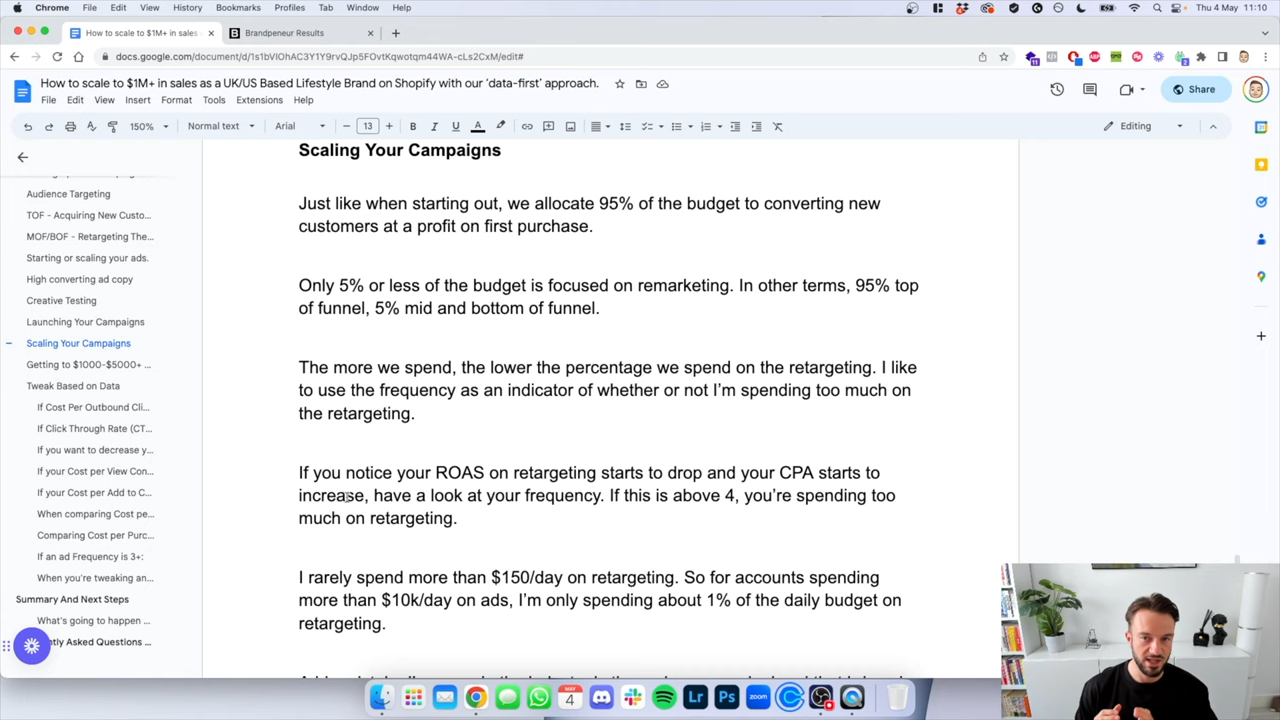 Chrome File Edit View History Bookmarks Profiles Tab Window Help
Thu 4 May 11:10
How to scale to $1M+ in sales
Brandpeneur Results
docs.google.com/document/d/1s1bVIOhAC3Y1Y9rvQJp5FOvtKqwotqm44WA-cLs2CxM/edit#
How to scale to $1M+ in sales as a UK/US Based Lifestyle Brand on Shopify with our 'data-first' approach.
File Edit View Insert Format Tools Extensions Help
Share
150% Normal text Arial 13 B I U A
Editing
Audience Targeting
TOF - Acquiring New Custo...
MOF/BOF - Retargeting The...
Starting or scaling your ads.
High converting ad copy
Creative Testing
Launching Your Campaigns
Scaling Your Campaigns
Getting to $1000-$5000+ ...
Tweak Based on Data
If Cost Per Outbound Cli...
If Click Through Rate (CT...
If you want to decrease y...
If your Cost per View Con...
If your Cost per Add to C...
When comparing Cost pe...
Comparing Cost per Purc...
If an ad Frequency is 3+:
When you're tweaking an...
Summary And Next Steps
What's going to happen ...
ntly Asked Questions ...
Scaling Your Campaigns
Just like when starting out, we allocate 95% of the budget to converting new
customers at a profit on first purchase.
Only 5% or less of the budget is focused on remarketing. In other terms, 95% top
of funnel, 5% mid and bottom of funnel.
The more we spend, the lower the percentage we spend on the retargeting. I like
to use the frequency as an indicator of whether or not I'm spending too much on
the retargeting.
If you notice your ROAS on retargeting starts to drop and your CPA starts to
increase, have a look at your frequency. If this is above 4, you're spending too
much on retargeting.
I rarely spend more than $150/day on retargeting. So for accounts spending
more than $10k/day on ads, I'm only spending about 1% of the daily budget on
retargeting.
MAY
4
Lr
Ps
zoom